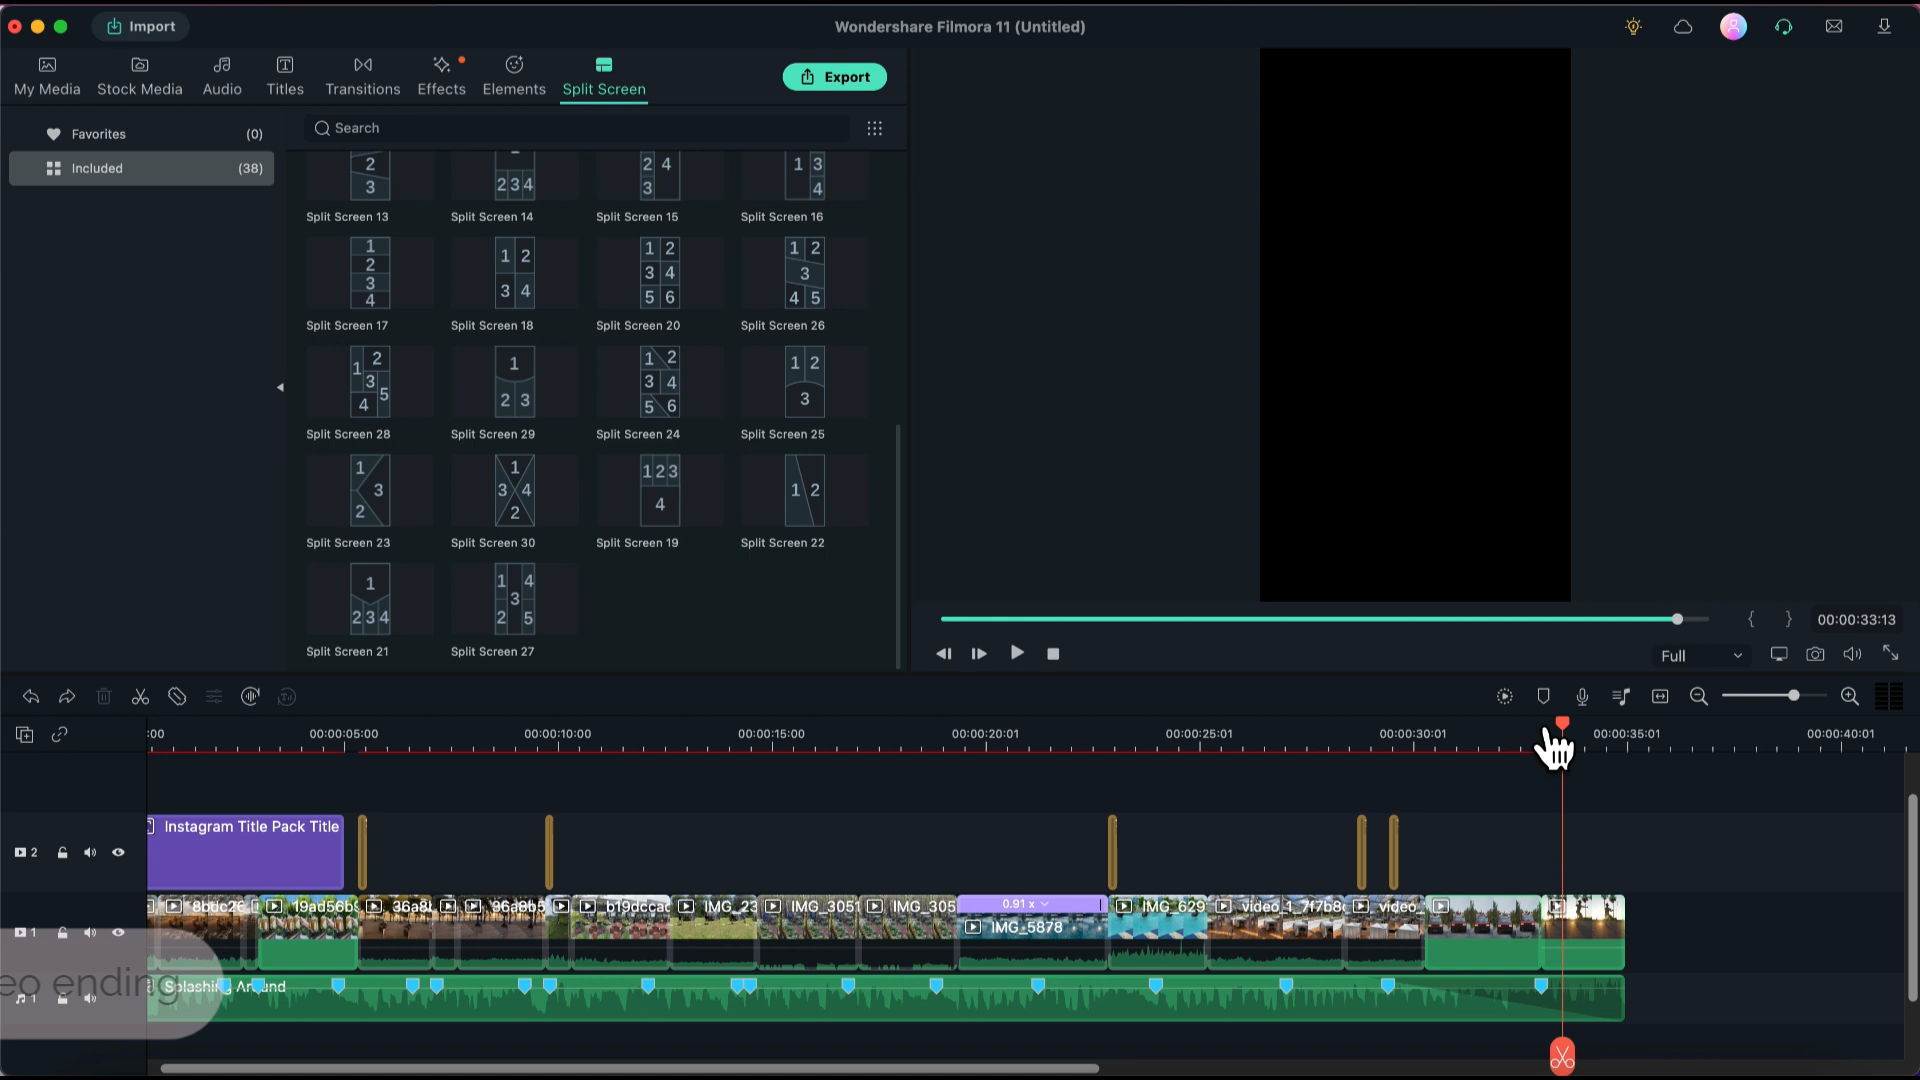 Import
Wondershare Filmora 11 (Untitled)
My Media
Stock Media
Audio
Titles
Transitions
Effects
Elements
Split Screen
Export
Favorites
(0)
Included
(38)
Search
2
3
1
2 3 4
2 4
3
1 3
4
Split Screen 13
Split Screen 14
Split Screen 15
Split Screen 16
1
2
3
4
1 2
3 4
1 2
3 4
5 6
1 2
3
4 5
Split Screen 17
Split Screen 18
Split Screen 20
Split Screen 26
2
1
3
5
4
1
2 3
1 2
3 4
5 6
1 2
3
Split Screen 28
Split Screen 29
Split Screen 24
Split Screen 25
1
3
2
1
3 4
2
1 2 3
4
1 2
Split Screen 23
Split Screen 30
Split Screen 19
Split Screen 22
1
2 3 4
1 4
3
2 5
Split Screen 21
Split Screen 27
{ }
00:00:33:13
Full
:00
00:00:05:00
00:00:10:00
00:00:15:00
00:00:20:01
00:00:25:01
00:00:30:01
00:00:35:01
00:00:40:01
Instagram Title Pack Title
2
19ad56b
b19dccac
IMG_23
IMG_3051
IMG_305
0.91 x
IMG_5878
IMG_629
video_1_7f7b8
video_
1
eo ending
Splashing Around
1